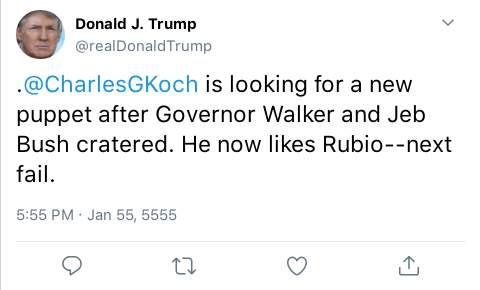 Donald J. Trump
@realDonaldTrump
.@CharlesGKoch is looking for a new
puppet after Governor Walker and Jeb
Bush cratered. He now likes Rubio--next
fail.
5:55 PM · Jan 55, 5555